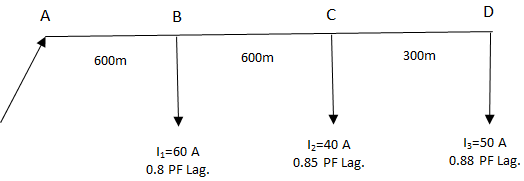 A B C D
600m 600m 300m
I₁=60 A
0.8 PF Lag.
I₂=40 A
0.85 PF Lag.
I₃=50 A
0.88 PF Lag.